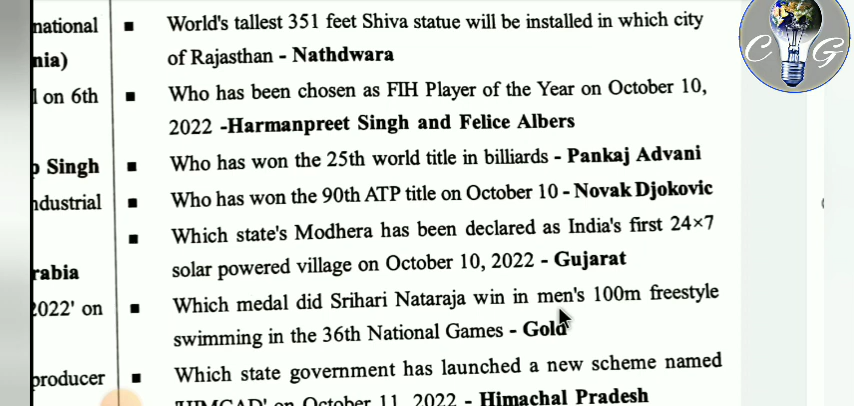 national
nia)
l on 6th
Singh
ndustrial
rabia
2022' on
producer
■ World's tallest 351 feet Shiva statue will be installed in which city
of Rajasthan - Nathdwara
■ Who has been chosen as FIH Player of the Year on October 10,
2022 -Harmanpreet Singh and Felice Albers
■ Who has won the 25th world title in billiards - Pankaj Advani
■ Who has won the 90th ATP title on October 10 - Novak Djokovic
■ Which state's Modhera has been declared as India's first 24×7
solar powered village on October 10, 2022 - Gujarat
■ Which medal did Srihari Nataraja win in men's 100m freestyle
swimming in the 36th National Games - Gold
■ Which state government has launched a new scheme named
on October 11, 2022 - Himachal Pradesh
C G